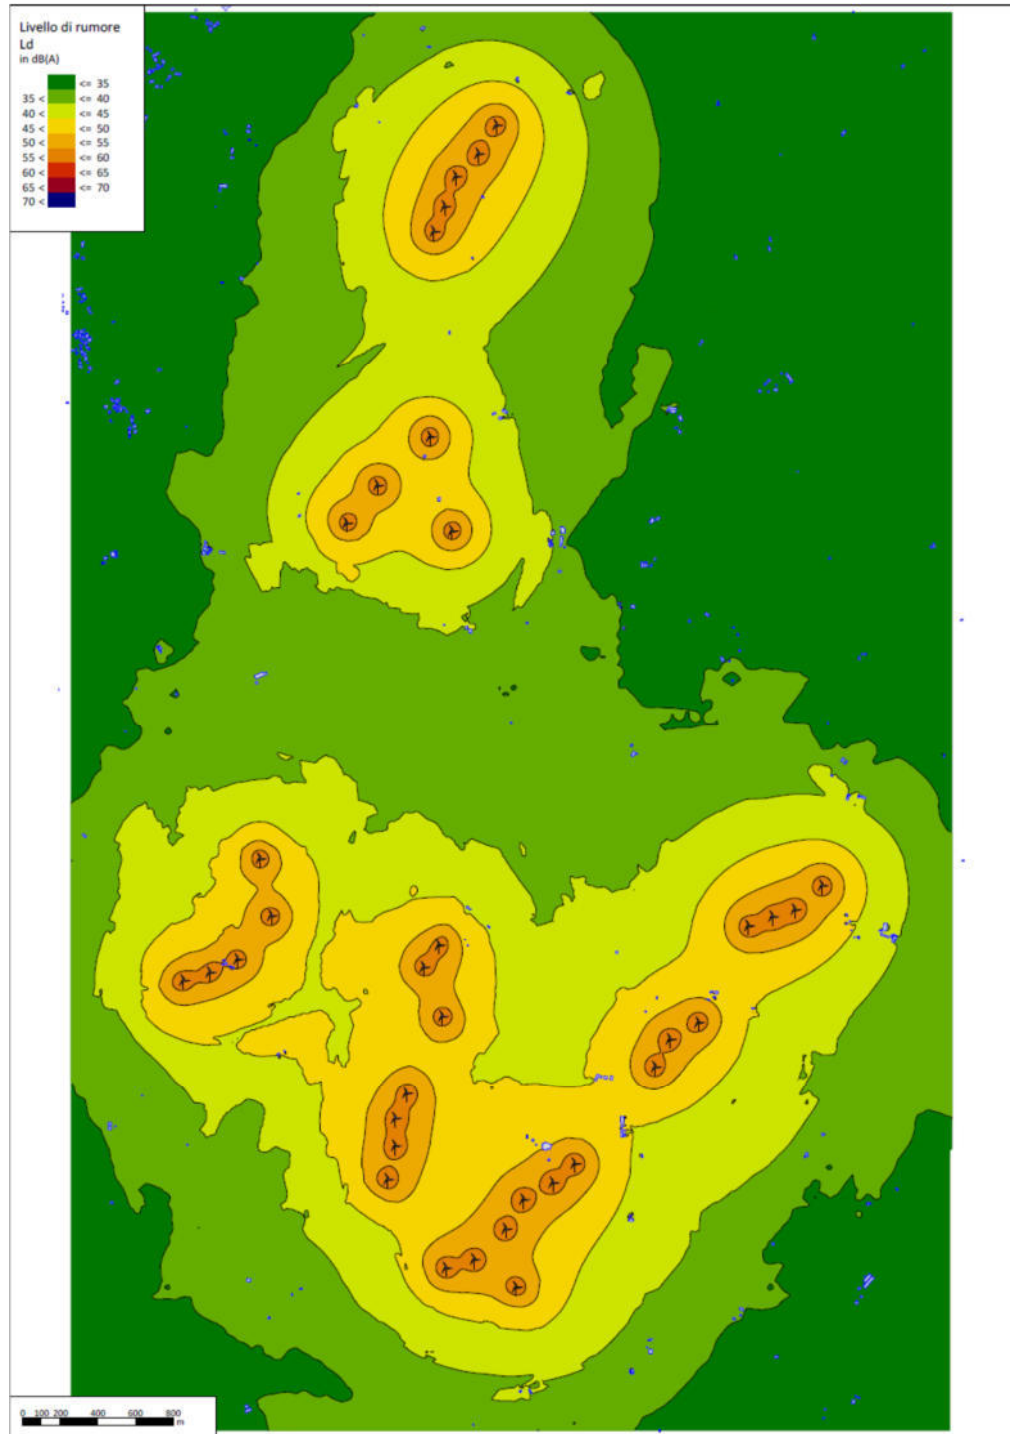 Livello di rumore
Ld
in dB(A)
<= 35
35 < <= 40
40 < <= 45
45 < <= 50
50 < <= 55
55 < <= 60
60 < <= 65
65 < <= 70
70 <
0 100 200 400 600 800
m